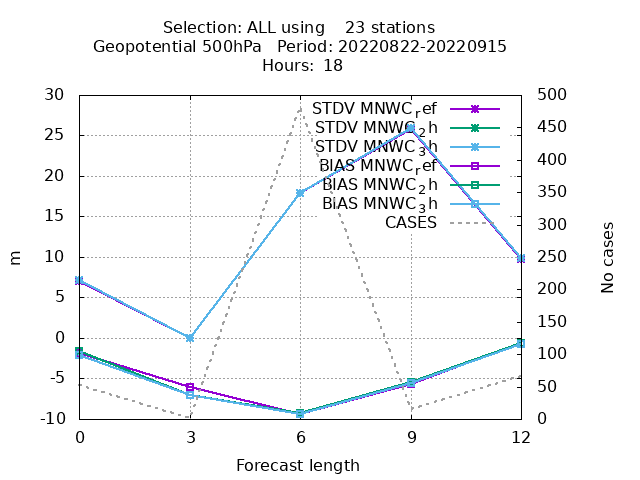 Selection: ALL using    23 stations
Geopotential 500hPa   Period: 20220822-20220915
Hours: 18
30
25
20
15
10
5
0
-5
-10
m
500
450
400
350
300
250
200
150
100
50
0
No cases
STDV MNWC_ref
STDV MNWC_2h
STDV MNWC_3h
BIAS MNWC_ref
BIAS MNWC_2h
BIAS MNWC_3h
CASES
0 3 6 9 12
Forecast length